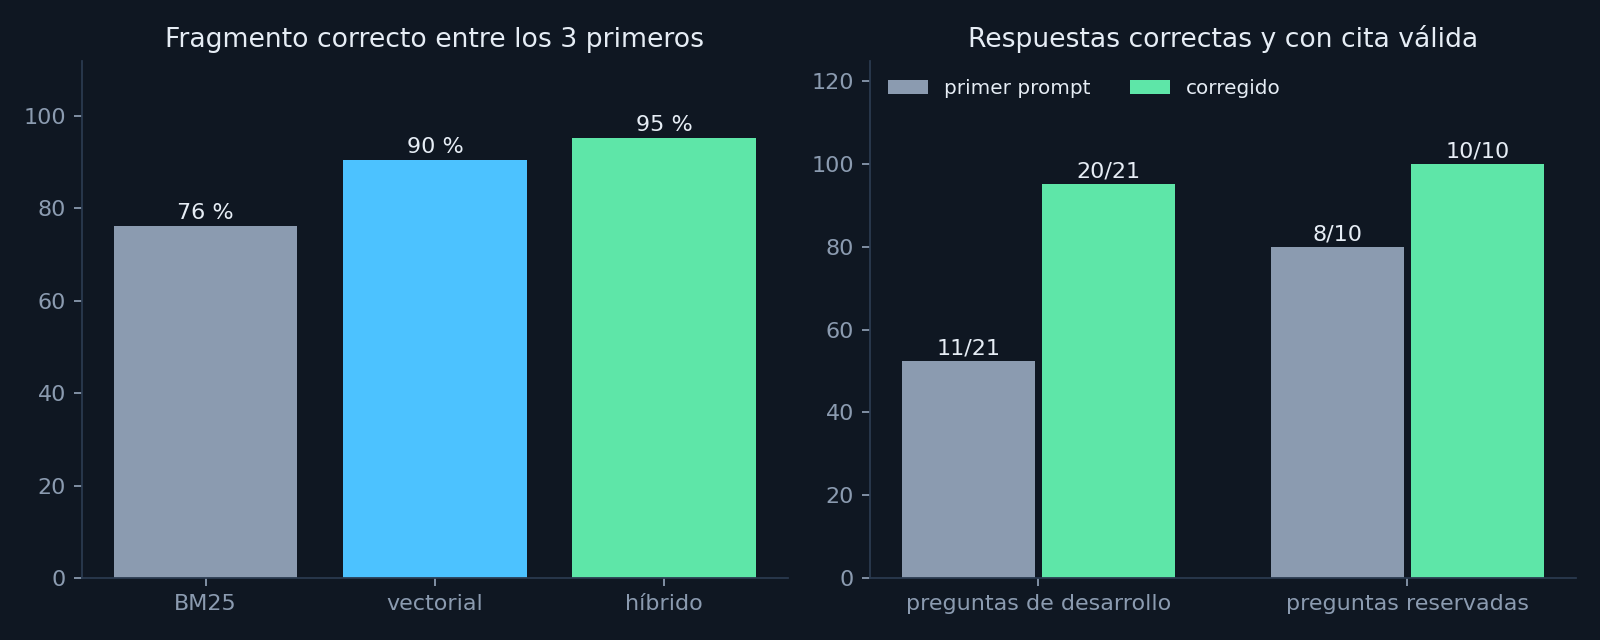 Fragmento correcto entre los 3 primeros
100
80
60
40
20
0
76 %
90 %
95 %
BM25
vectorial
híbrido
Respuestas correctas y con cita válida
primer prompt
corregido
120
100
80
60
40
20
0
11/21
20/21
8/10
10/10
preguntas de desarrollo
preguntas reservadas